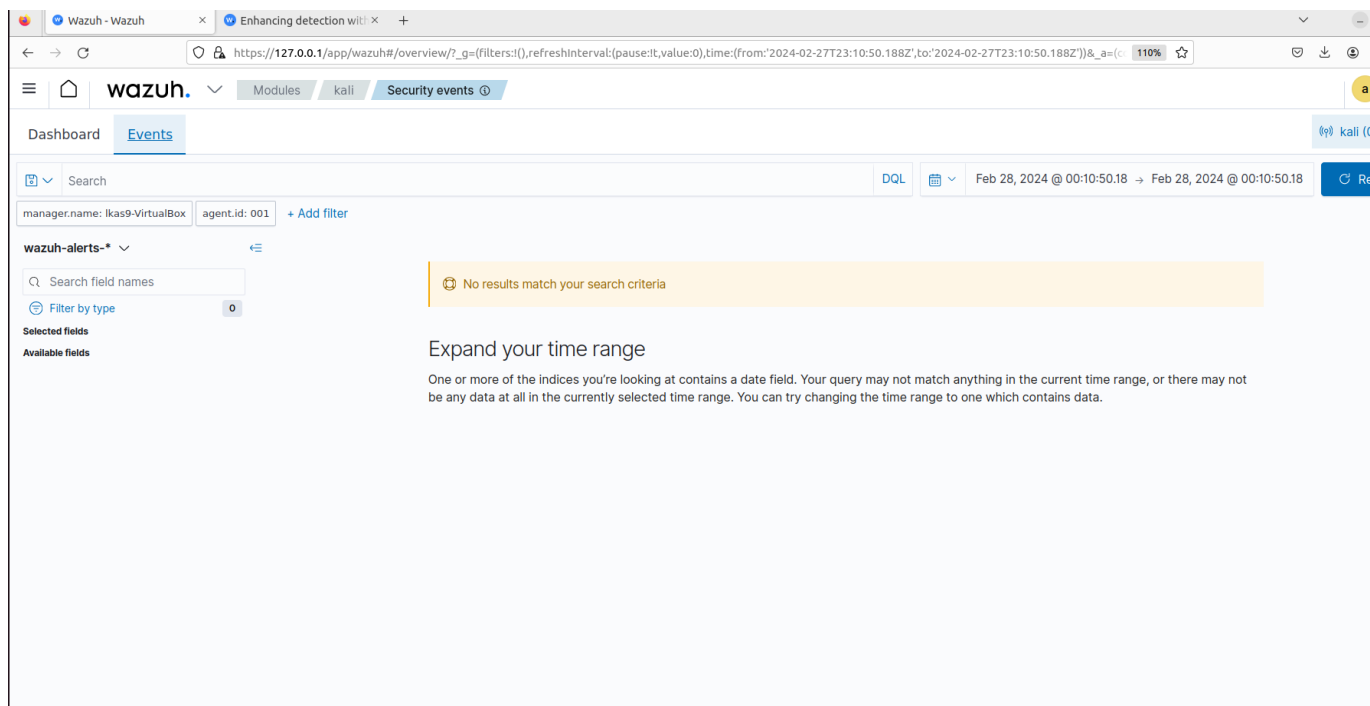 Wazuh - Wazuh
Enhancing detection with
https://127.0.0.1/app/wazuh#/overview/?_g=(filters:!(),refreshInterval:(pause:!t,value:0),time:(from:'2024-02-27T23:10:50.188Z',to:'2024-02-27T23:10:50.188Z'))&_a=(c 110%
wazuh. Modules kali Security events a
Dashboard Events kali (0
Search DQL Feb 28, 2024 @ 00:10:50.18 → Feb 28, 2024 @ 00:10:50.18 Re
manager.name: lkas9-VirtualBox agent.id: 001 + Add filter
wazuh-alerts-*
Search field names
Filter by type 0
Selected fields
Available fields
No results match your search criteria
Expand your time range
One or more of the indices you're looking at contains a date field. Your query may not match anything in the current time range, or there may not
be any data at all in the currently selected time range. You can try changing the time range to one which contains data.